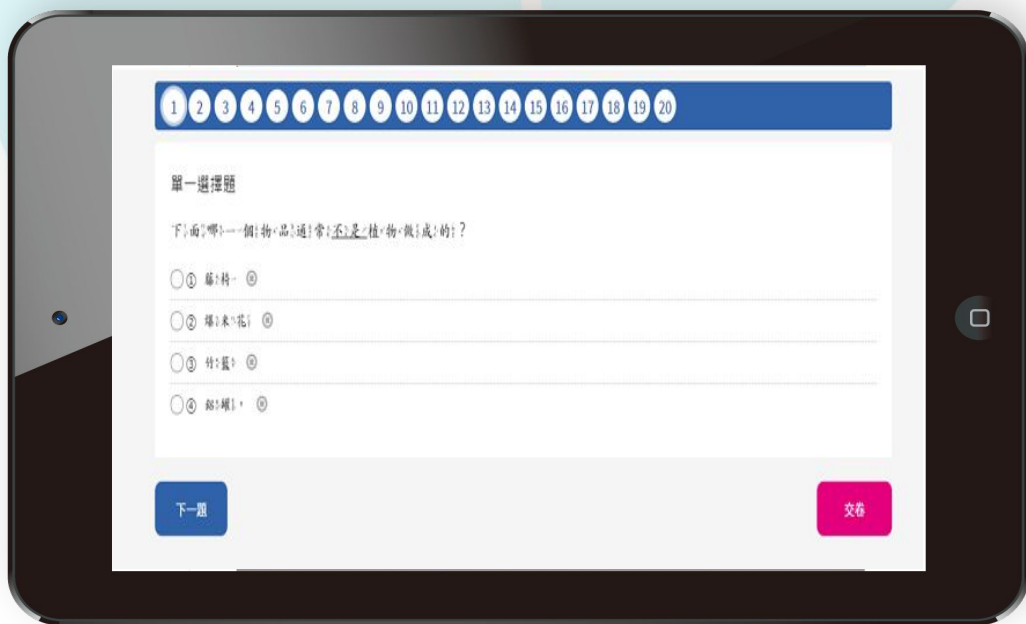 1 2 3 4 5 6 7 8 9 10 11 12 13 14 15 16 17 18 19 20
單一選擇題
下面哪一個物品通常不是植物做成的?
① 藤椅
② 爆米花
③ 竹籃
④ 鋁罐。
下一題
交卷